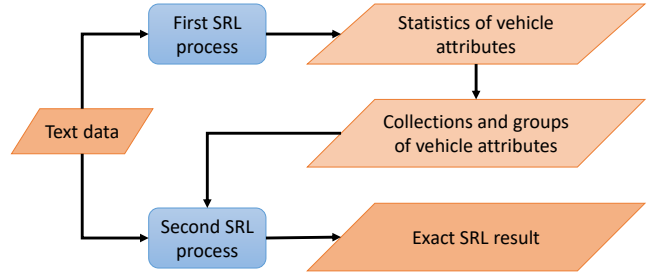 First SRL
process
Statistics of vehicle
attributes
Text data
Collections and groups
of vehicle attributes
Second SRL
process
Exact SRL result